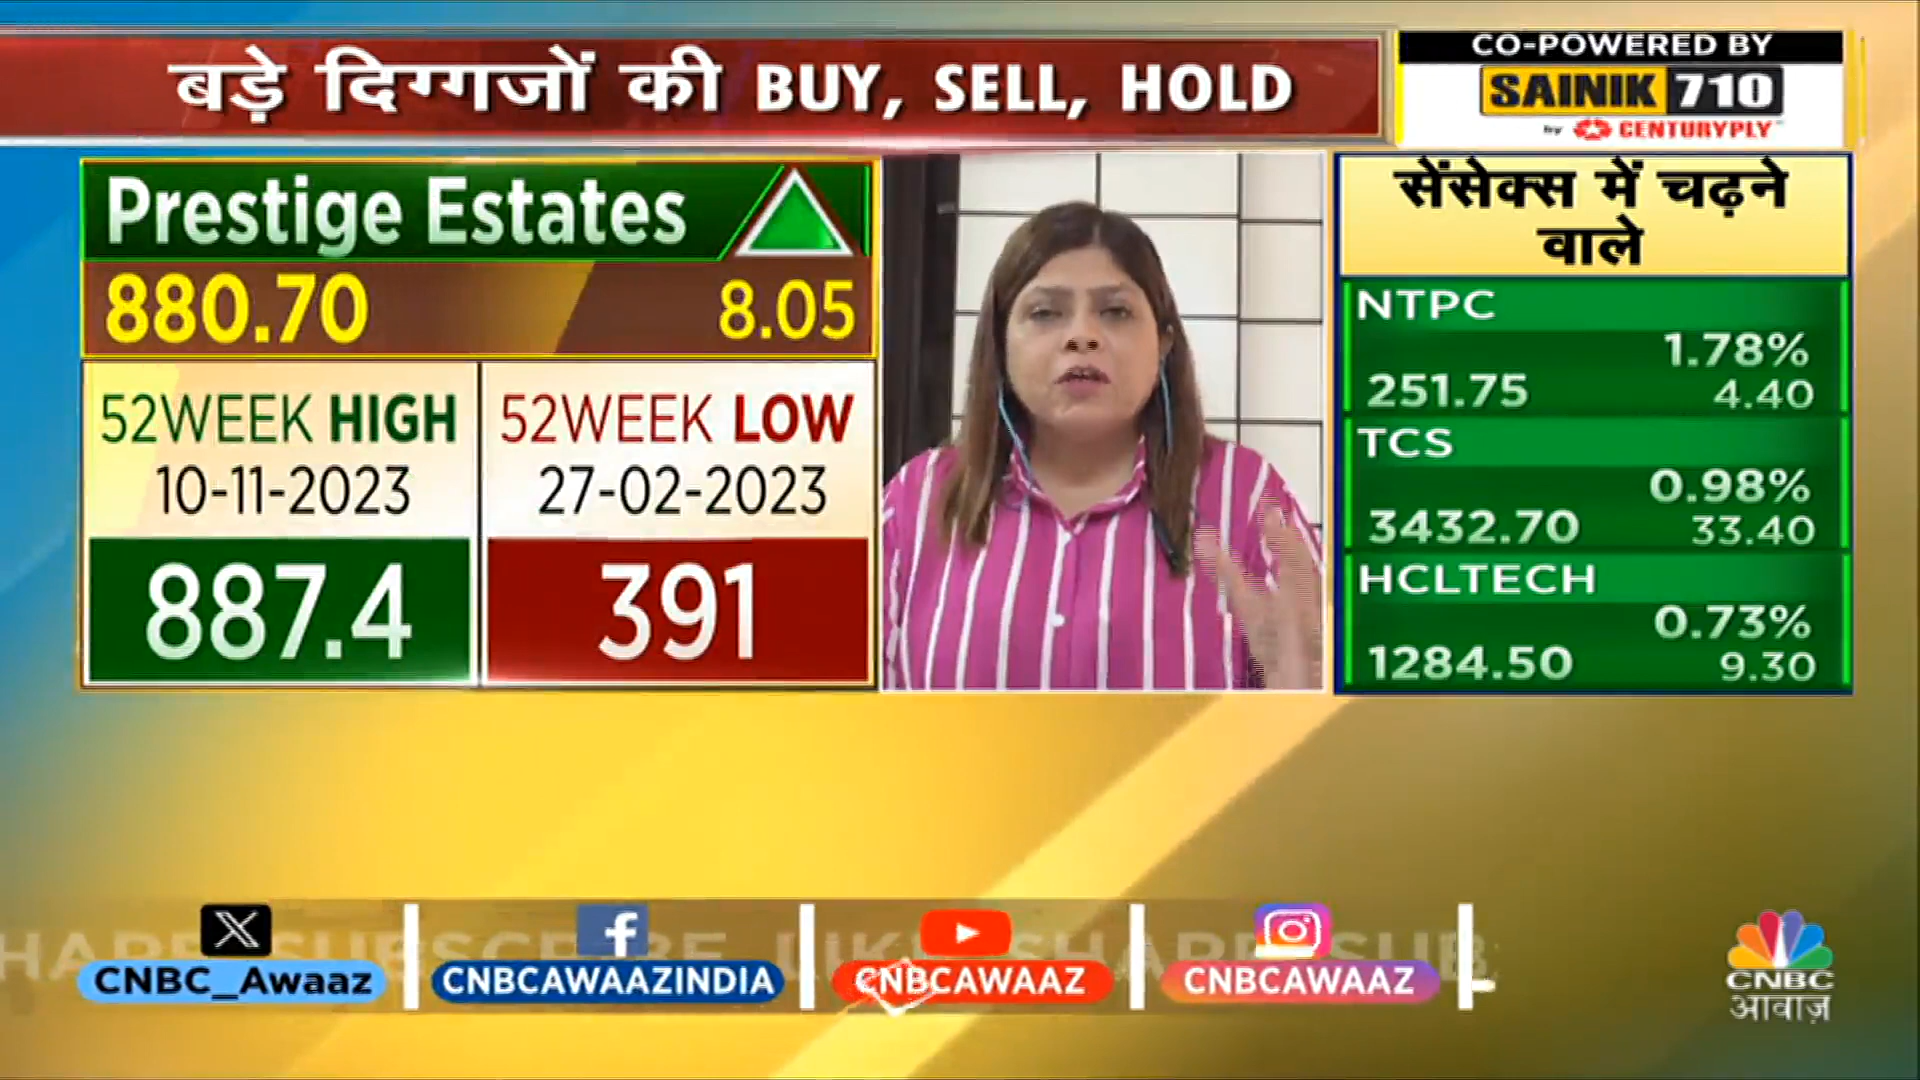 बड़े दिग्गजों की BUY, SELL, HOLD
CO-POWERED BY
SAINIK 710
by CENTURYPLY
Prestige Estates
880.70 8.05
52WEEK HIGH
10-11-2023
887.4
52WEEK LOW
27-02-2023
391
सेंसेक्स में चढ़ने
वाले
NTPC
1.78%
251.75 4.40
TCS
0.98%
3432.70 33.40
HCLTECH
0.73%
1284.50 9.30
CNBC_Awaaz
CNBCAWAAZINDIA
CNBCAWAAZ
CNBCAWAAZ
CNBC
आवाज़